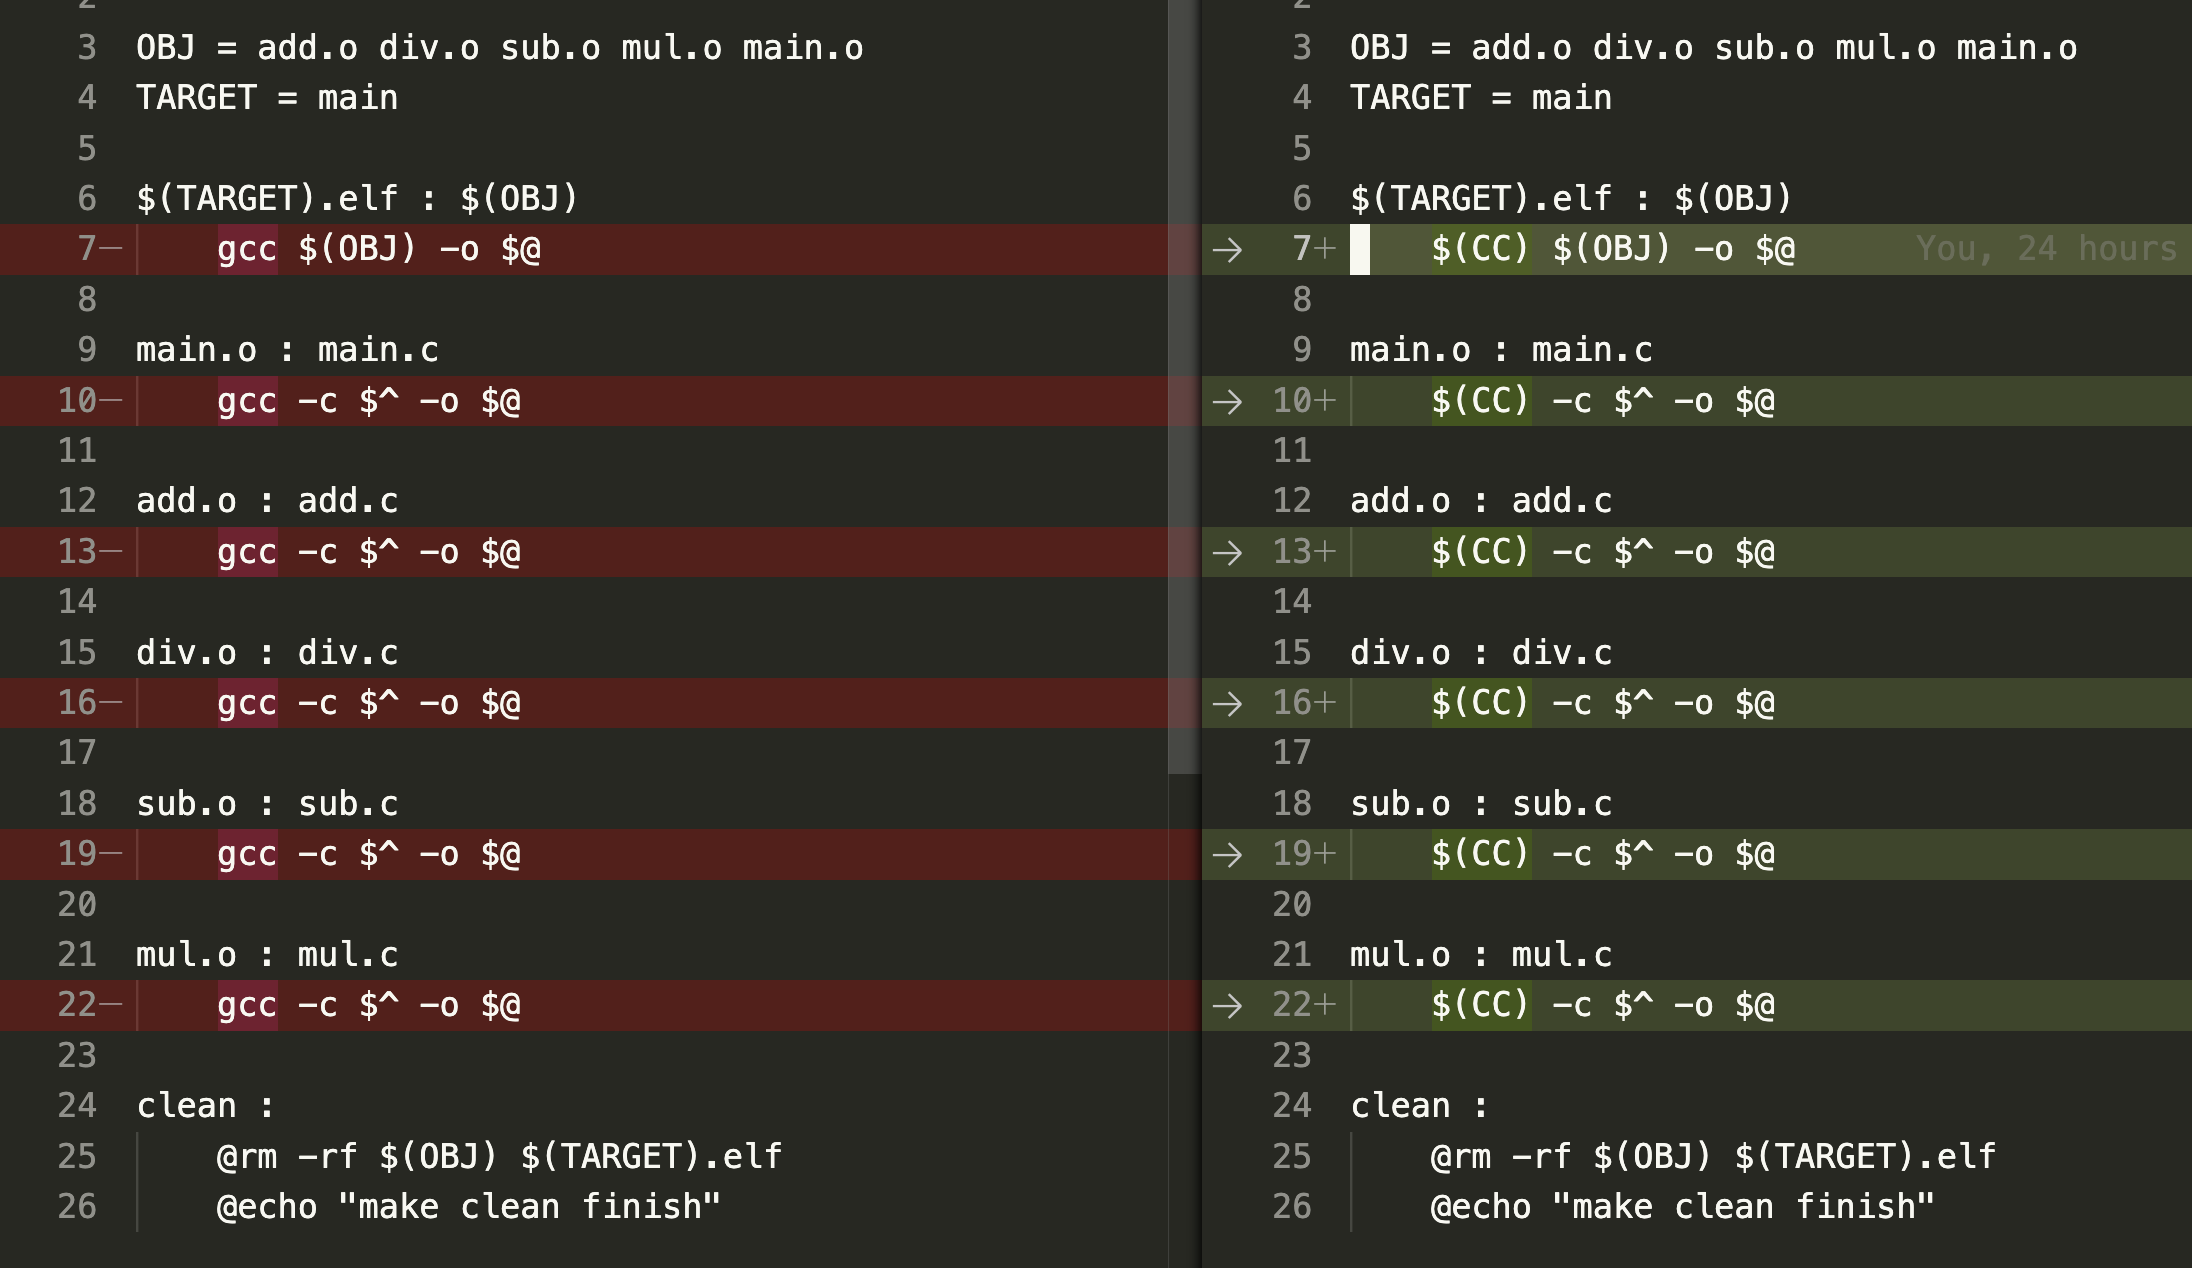 2
3 OBJ = add.o div.o sub.o mul.o main.o
4 TARGET = main
5
6 $(TARGET).elf : $(OBJ)
7— gcc $(OBJ) -o $@
8
9 main.o : main.c
10— gcc -c $^ -o $@
11
12 add.o : add.c
13— gcc -c $^ -o $@
14
15 div.o : div.c
16— gcc -c $^ -o $@
17
18 sub.o : sub.c
19— gcc -c $^ -o $@
20
21 mul.o : mul.c
22— gcc -c $^ -o $@
23
24 clean :
25 @rm -rf $(OBJ) $(TARGET).elf
26 @echo "make clean finish"
2
3 OBJ = add.o div.o sub.o mul.o main.o
4 TARGET = main
5
6 $(TARGET).elf : $(OBJ)
→ 7+ $(CC) $(OBJ) -o $@ You, 24 hours
8
9 main.o : main.c
→ 10+ $(CC) -c $^ -o $@
11
12 add.o : add.c
→ 13+ $(CC) -c $^ -o $@
14
15 div.o : div.c
→ 16+ $(CC) -c $^ -o $@
17
18 sub.o : sub.c
→ 19+ $(CC) -c $^ -o $@
20
21 mul.o : mul.c
→ 22+ $(CC) -c $^ -o $@
23
24 clean :
25 @rm -rf $(OBJ) $(TARGET).elf
26 @echo "make clean finish"